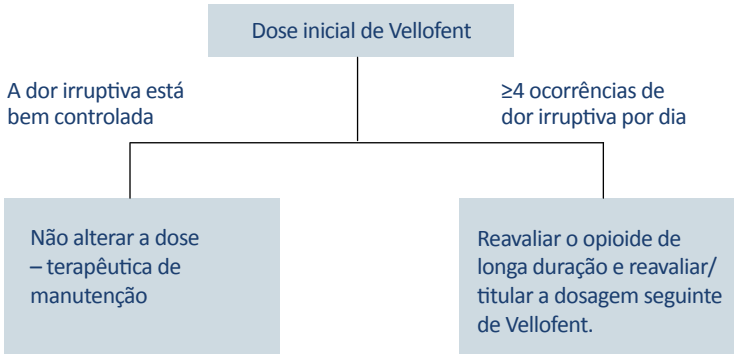 Dose inicial de Vellofent
A dor irruptiva está
bem controlada
≥4 ocorrências de
dor irruptiva por dia
Não alterar a dose
– terapêutica de
manutenção
Reavaliar o opioide de
longa duração e reavaliar/
titular a dosagem seguinte
de Vellofent.